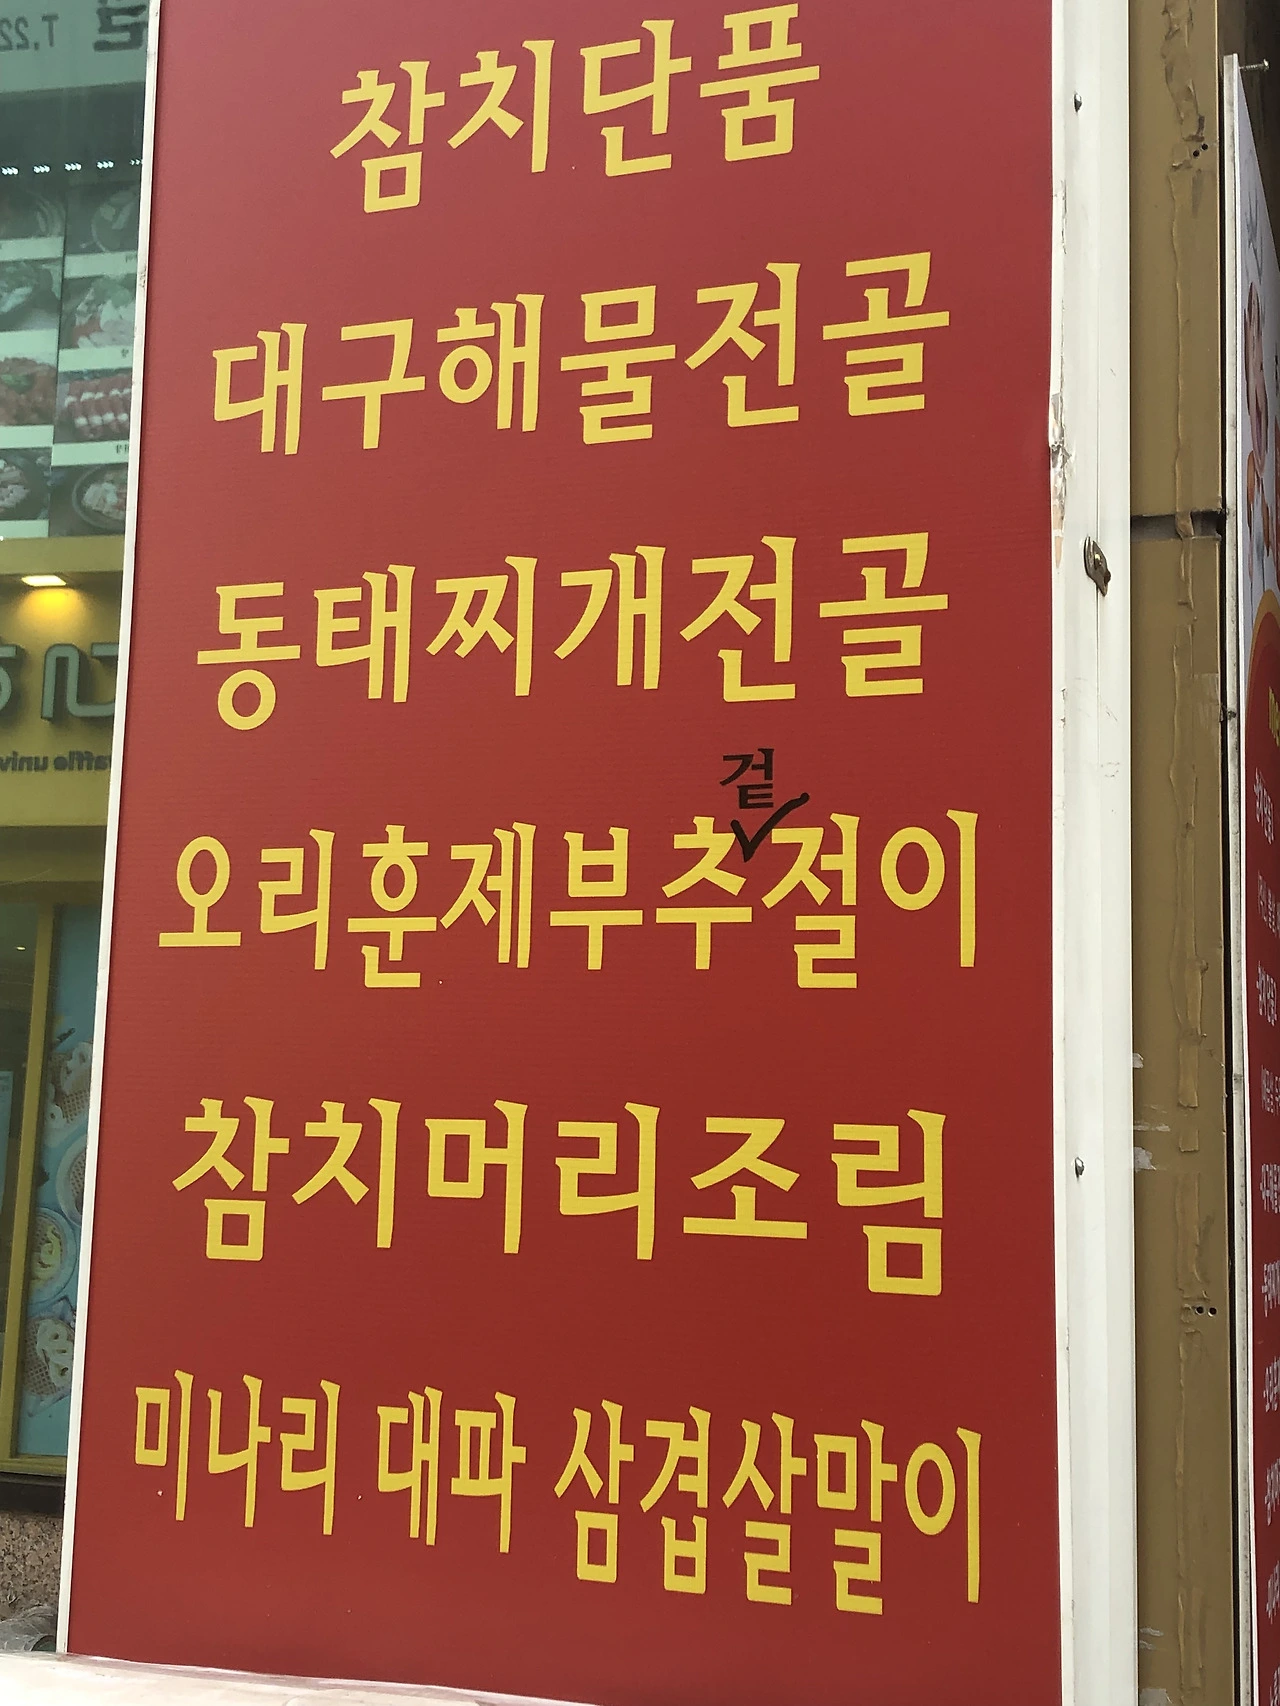 참치단품
대구해물전골
동태찌개전골
겉
오리훈제부추절이
참치머리조림
미나리 대파 삼겹살말이